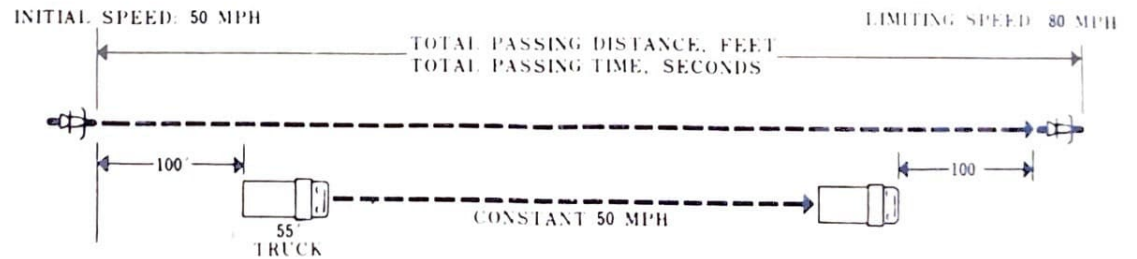 INITIAL SPEED: 50 MPH
LIMITING SPEED 80 MPH
TOTAL PASSING DISTANCE, FEET
TOTAL PASSING TIME, SECONDS
100'
100
CONSTANT 50 MPH
55'
TRUCK